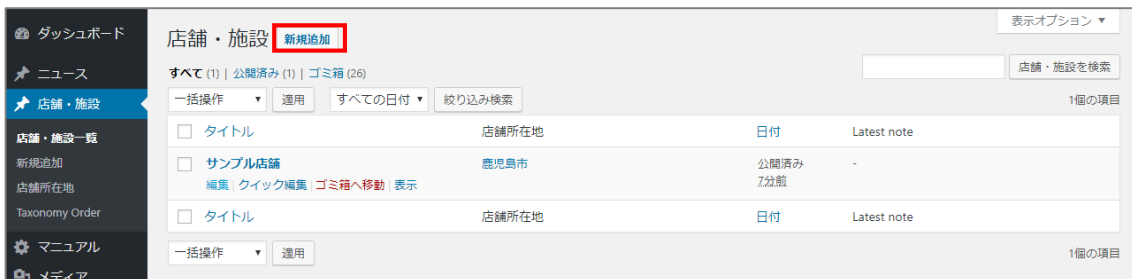 ダッシュボード
ニュース
店舗・施設
店舗・施設一覧
新規追加
店舗所在地
Taxonomy Order
マニュアル
メディア
表示オプション ▼
店舗・施設 新規追加
すべて (1) | 公開済み (1) | ゴミ箱 (26)
店舗・施設を検索
一括操作 ▼ 適用 すべての日付 ▼ 絞り込み検索 1個の項目
タイトル 店舗所在地 日付 Latest note
サンプル店舗 鹿児島市 公開済み -
編集 | クイック編集 | ゴミ箱へ移動 | 表示 7分前
タイトル 店舗所在地 日付 Latest note
一括操作 ▼ 適用 1個の項目